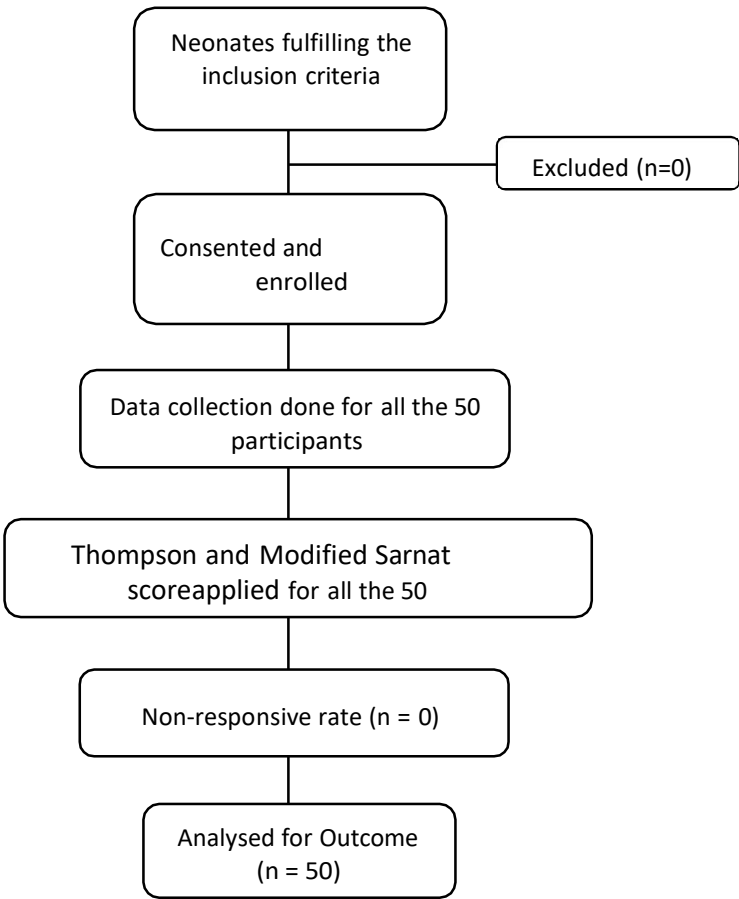 Neonates fulfilling the
inclusion criteria
Excluded (n=0)
Consented and
enrolled
Data collection done for all the 50
participants
Thompson and Modified Sarnat
scoreapplied for all the 50
Non-responsive rate (n = 0)
Analysed for Outcome
(n = 50)